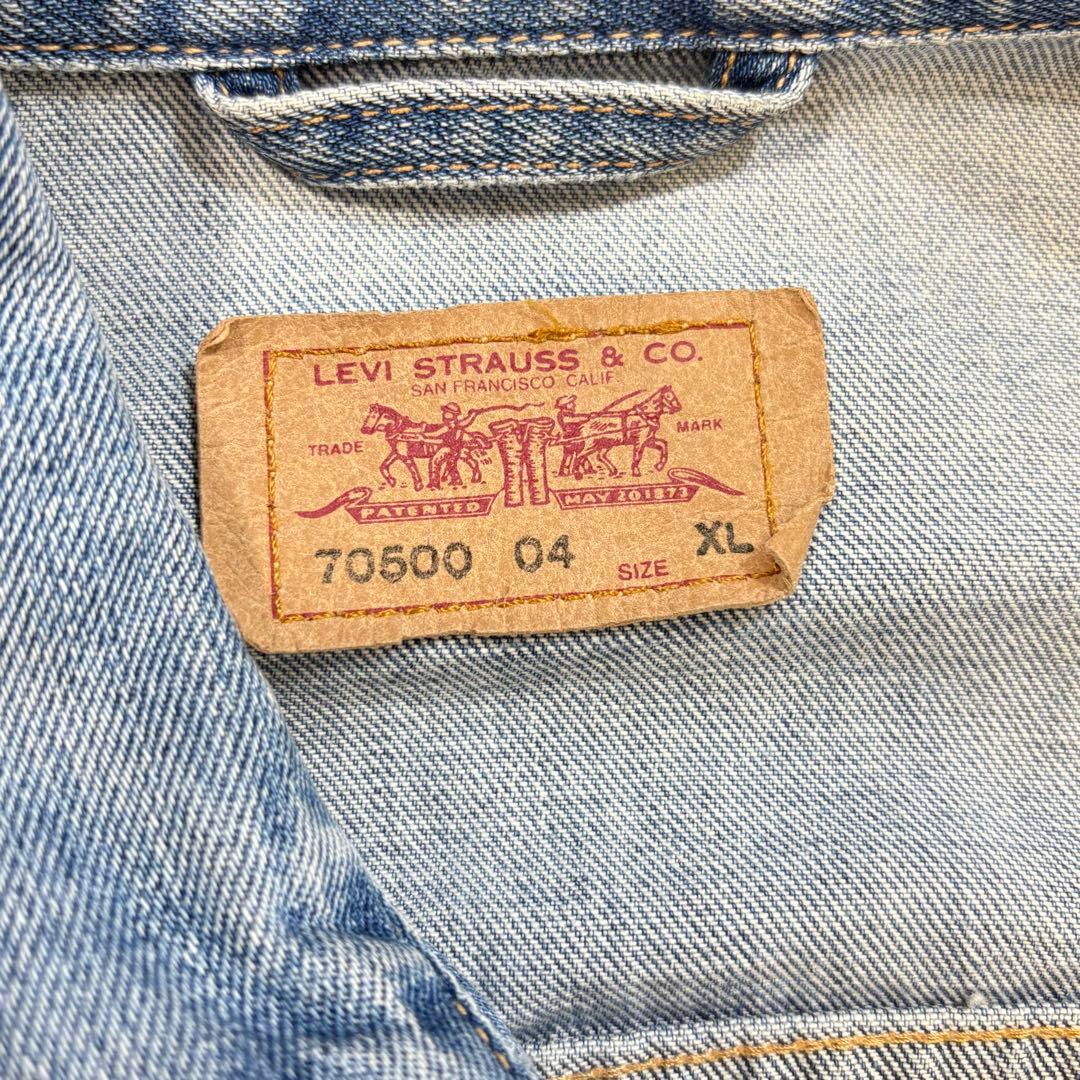 LEVI STRAUSS & CO.
SAN FRANCISCO CALIF.
TRADE MARK
PATENTED MAY 20 1873
70500 04 SIZE XL